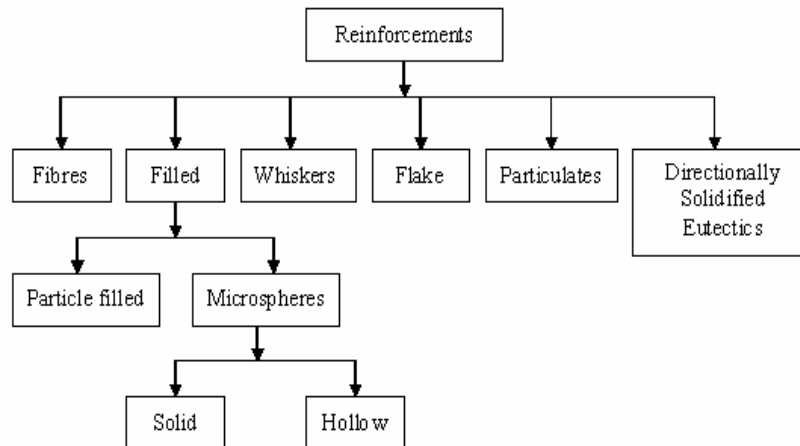 Reinforcements
Fibres
Filled
Whiskers
Flake
Particulates
Directionally
Solidified
Eutectics
Particle filled
Microspheres
Solid
Hollow